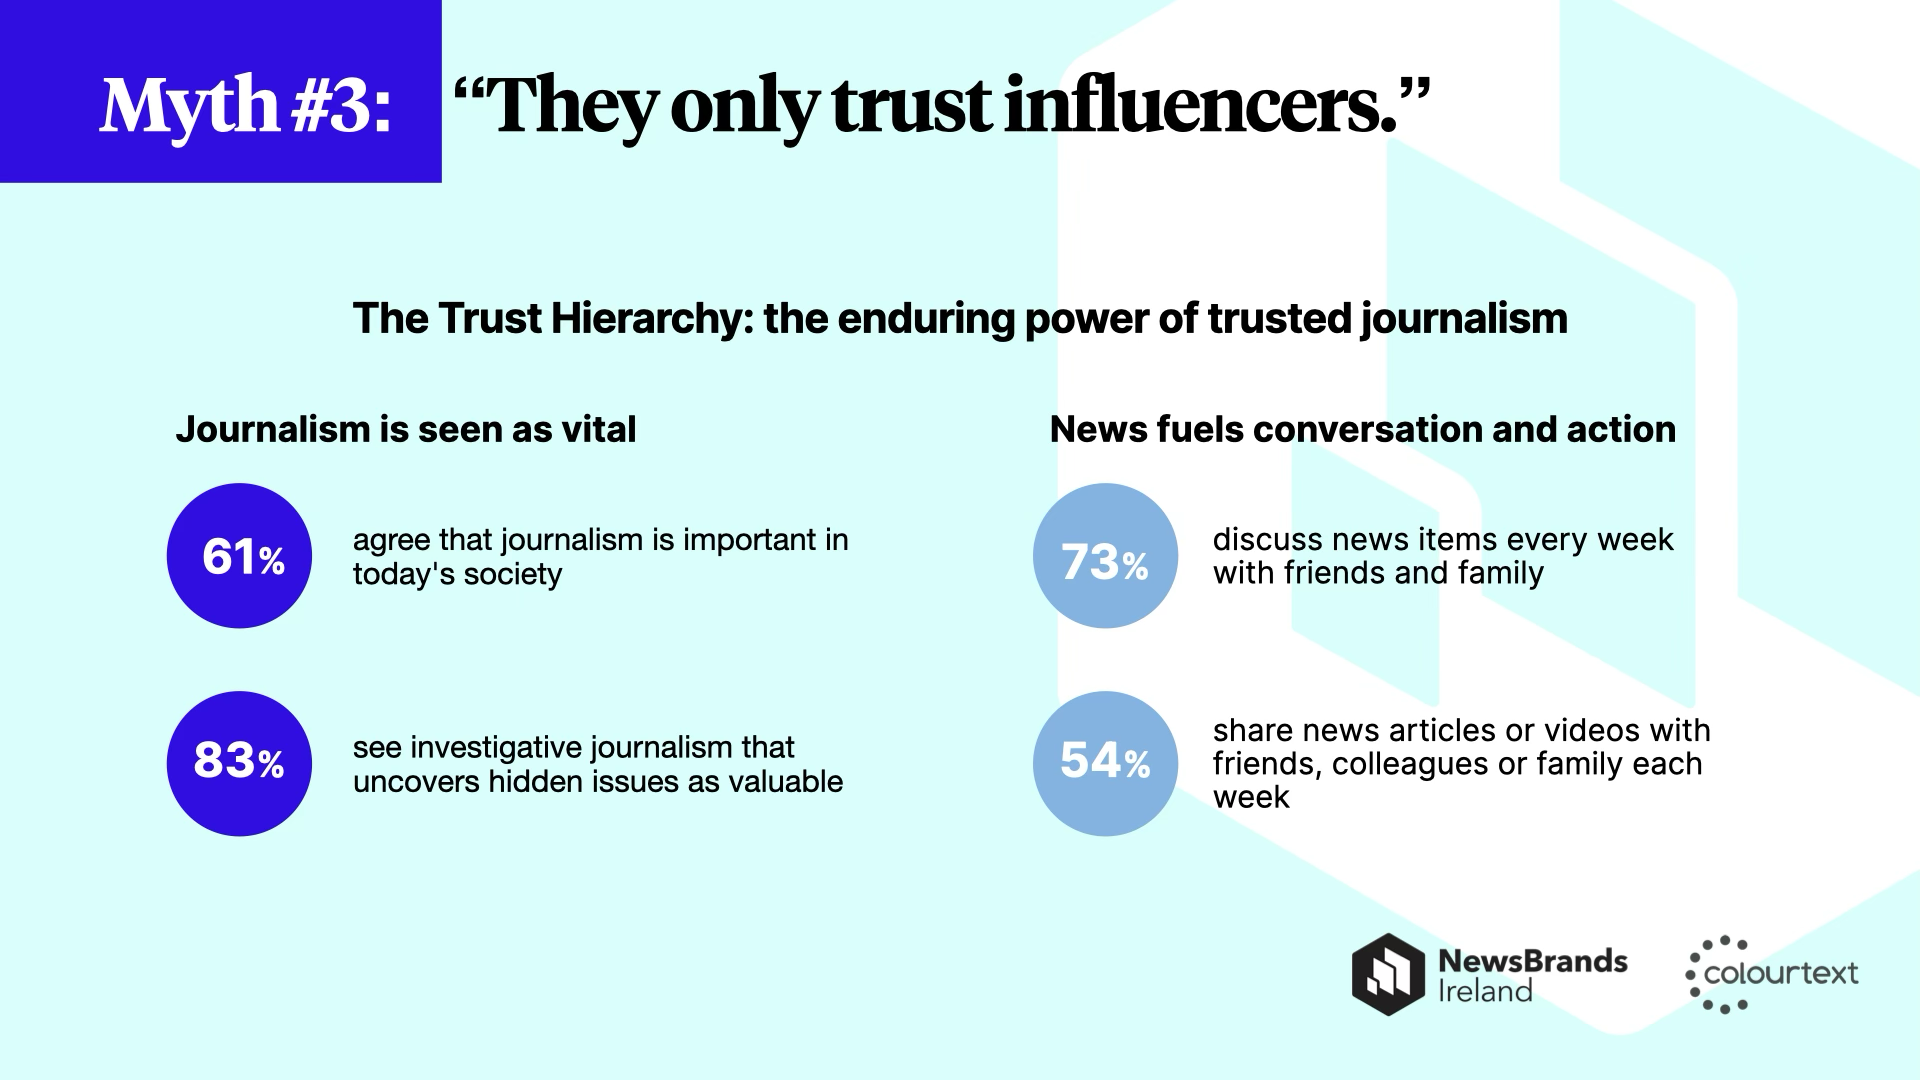 Myth #3: “They only trust influencers.”
The Trust Hierarchy: the enduring power of trusted journalism
Journalism is seen as vital
61%
agree that journalism is important in
today's society
83%
see investigative journalism that
uncovers hidden issues as valuable
News fuels conversation and action
73%
discuss news items every week
with friends and family
54%
share news articles or videos with
friends, colleagues or family each
week
NewsBrands
Ireland
colourtext